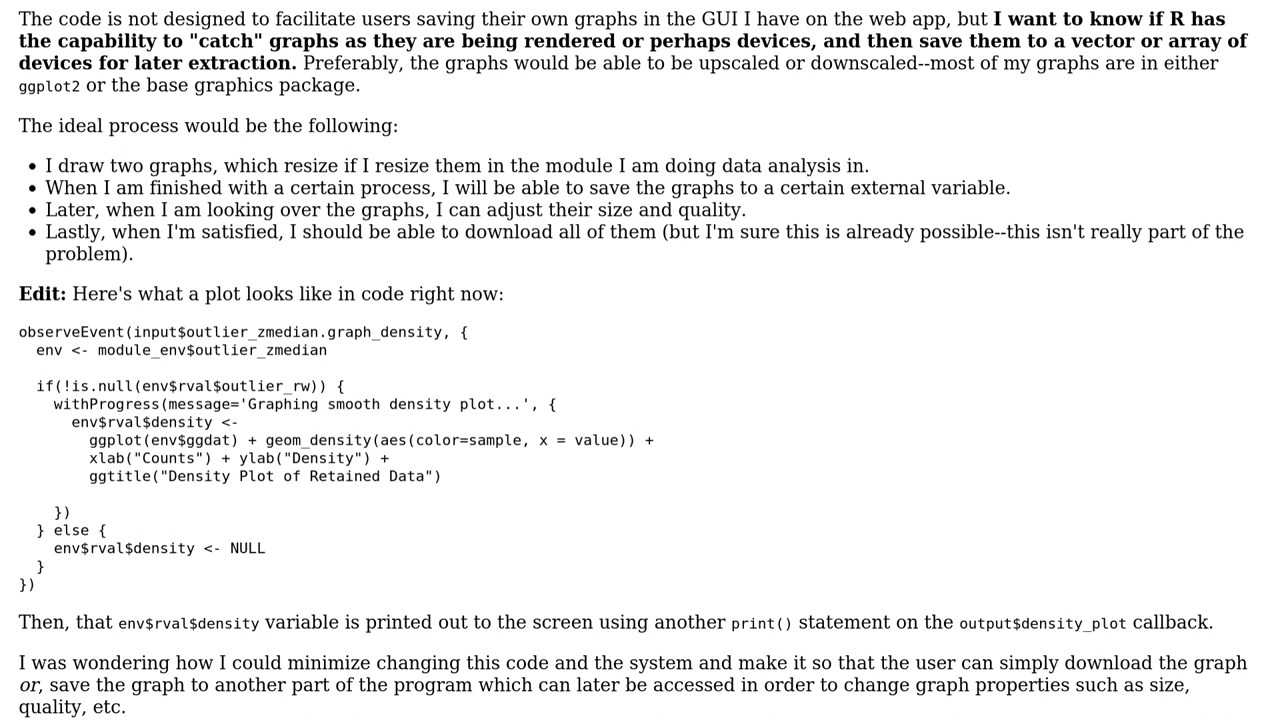 The code is not designed to facilitate users saving their own graphs in the GUI I have on the web app, but I want to know if R has
the capability to "catch" graphs as they are being rendered or perhaps devices, and then save them to a vector or array of
devices for later extraction. Preferably, the graphs would be able to be upscaled or downscaled--most of my graphs are in either
ggplot2 or the base graphics package.
The ideal process would be the following:
• I draw two graphs, which resize if I resize them in the module I am doing data analysis in.
• When I am finished with a certain process, I will be able to save the graphs to a certain external variable.
• Later, when I am looking over the graphs, I can adjust their size and quality.
• Lastly, when I'm satisfied, I should be able to download all of them (but I'm sure this is already possible--this isn't really part of the
problem).
Edit: Here's what a plot looks like in code right now:
observeEvent(input$outlier_zmedian.graph_density, {
  env <- module_env$outlier_zmedian
  if(!is.null(env$rval$outlier_rw)) {
    withProgress(message='Graphing smooth density plot...', {
      env$rval$density <-
        ggplot(env$ggdat) + geom_density(aes(color=sample, x = value)) +
        xlab("Counts") + ylab("Density") +
        ggtitle("Density Plot of Retained Data")
    })
  } else {
    env$rval$density <- NULL
  }
})
Then, that env$rval$density variable is printed out to the screen using another print() statement on the output$density_plot callback.
I was wondering how I could minimize changing this code and the system and make it so that the user can simply download the graph
or, save the graph to another part of the program which can later be accessed in order to change graph properties such as size,
quality, etc.